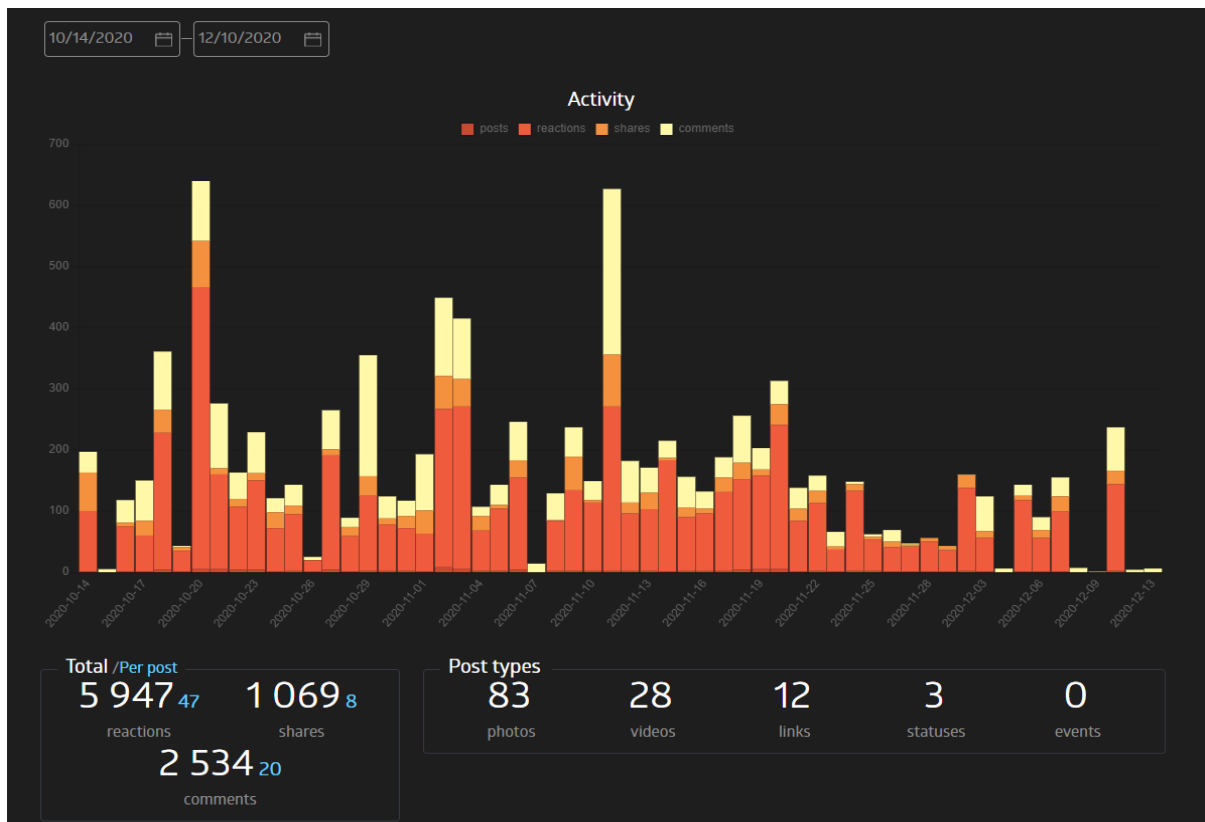 10/14/2020 — 12/10/2020
Activity
posts reactions shares comments
700
600
500
400
300
200
100
0
2020-10-14 2020-10-17 2020-10-20 2020-10-23 2020-10-26 2020-10-29 2020-11-01 2020-11-04 2020-11-07 2020-11-10 2020-11-13 2020-11-16 2020-11-19 2020-11-22 2020-11-25 2020-11-28 2020-12-03 2020-12-06 2020-12-09 2020-12-13
Total /Per post
5 947 47 1 069 8
reactions shares
2 534 20
comments
Post types
83 28 12 3 0
photos videos links statuses events